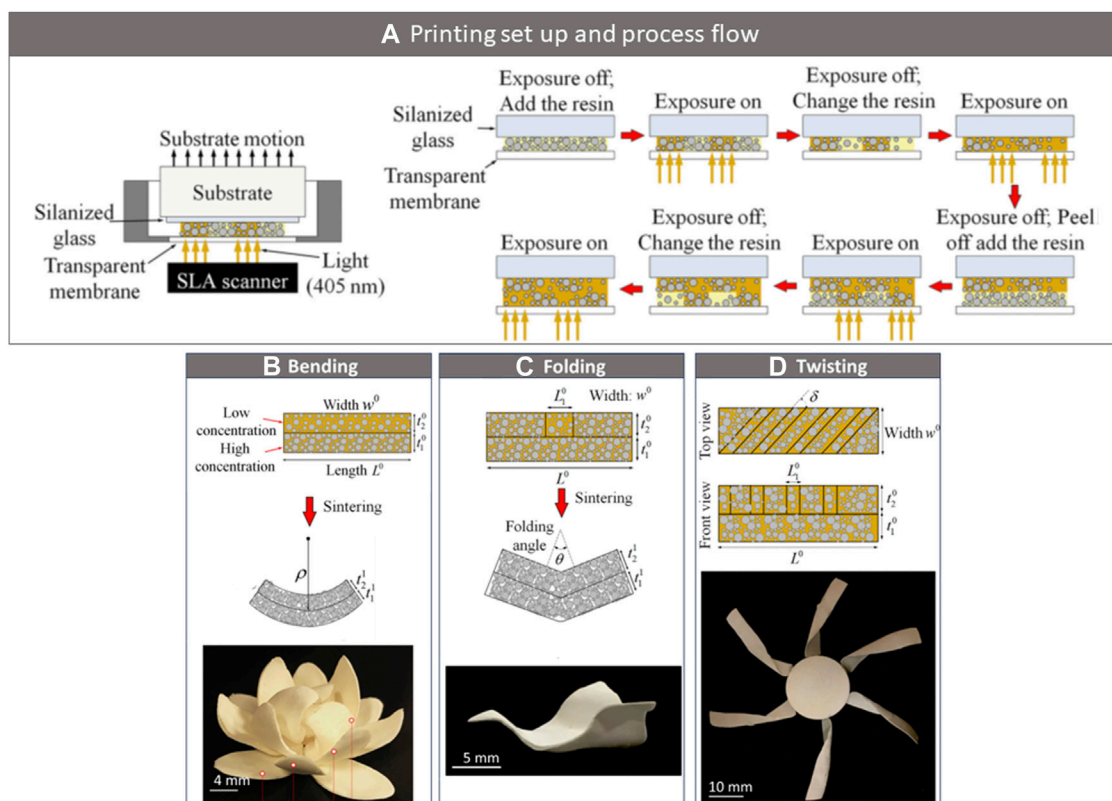 A Printing set up and process flow
Substrate motion
Substrate
Silanized
glass
Transparent
membrane
SLA scanner
Light
(405 nm)
Silanized
glass
Transparent
membrane
Exposure off;
Add the resin
Exposure on
Exposure off;
Change the resin
Exposure on
Exposure off; Peel
off add the resin
Exposure on
Exposure off;
Change the resin
Exposure on
B Bending
Width w⁰
Low
concentration
High
concentration
t₂⁰
t₁⁰
Length L⁰
Sintering
ρ
t₂¹
t₁¹
4 mm
C Folding
L₁⁰
Width: w⁰
t₂⁰
t₁⁰
L⁰
Sintering
Folding
angle
θ
t₂¹
t₁¹
5 mm
D Twisting
δ
Top view
Width w⁰
L₁⁰
Front view
t₂⁰
t₁⁰
L⁰
10 mm